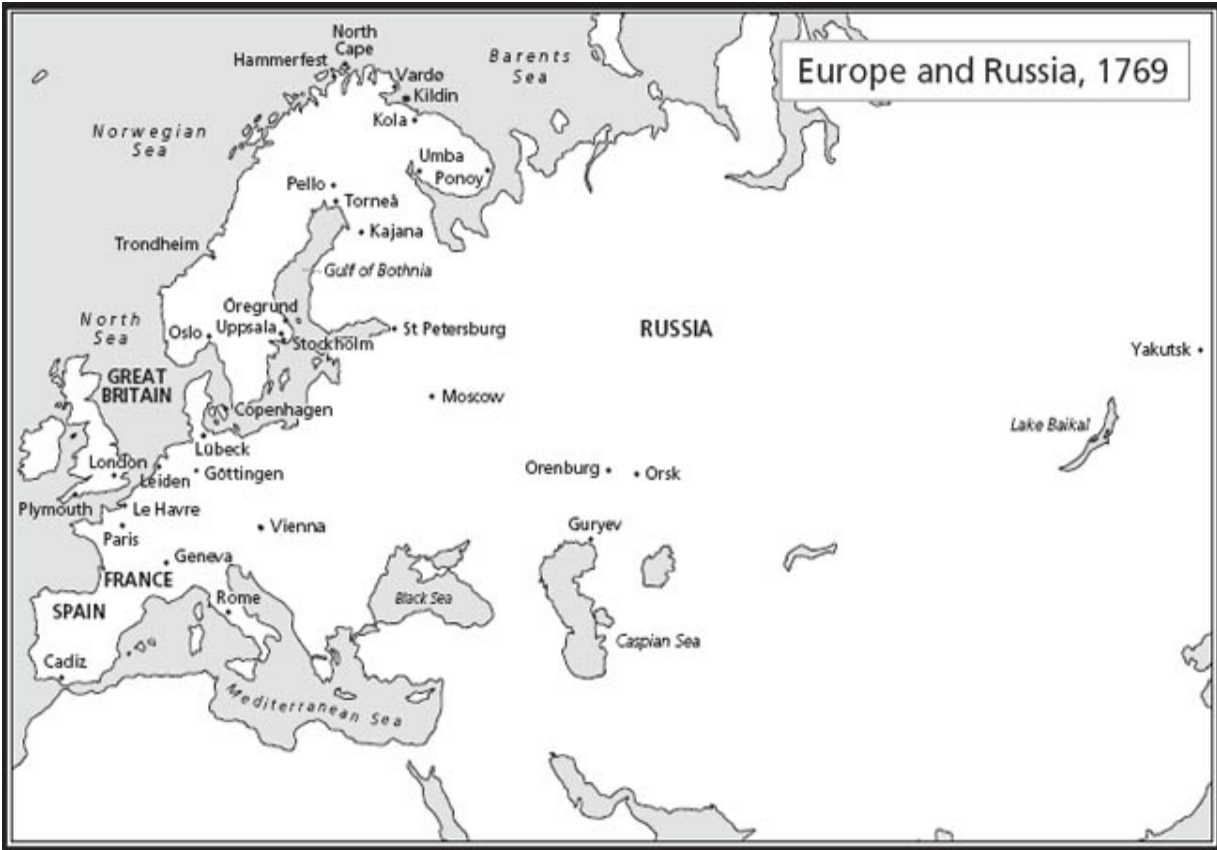 Europe and Russia, 1769
North
Cape
Hammerfest
Barents
Sea
Vardø
Kildin
Kola
Norwegian
Sea
Umba
Ponoy
Pello
Torneå
Kajana
Trondheim
Gulf of Bothnia
Öregrund
North
Sea
Oslo
Uppsala
St Petersburg
Stockholm
RUSSIA
Yakutsk
GREAT
BRITAIN
Moscow
Copenhagen
Lake Baikal
Lübeck
London
Leiden
Göttingen
Orenburg
Orsk
Plymouth
Le Havre
Paris
Vienna
Guryev
Geneva
FRANCE
SPAIN
Rome
Black Sea
Caspian Sea
Cadiz
Mediterranean Sea